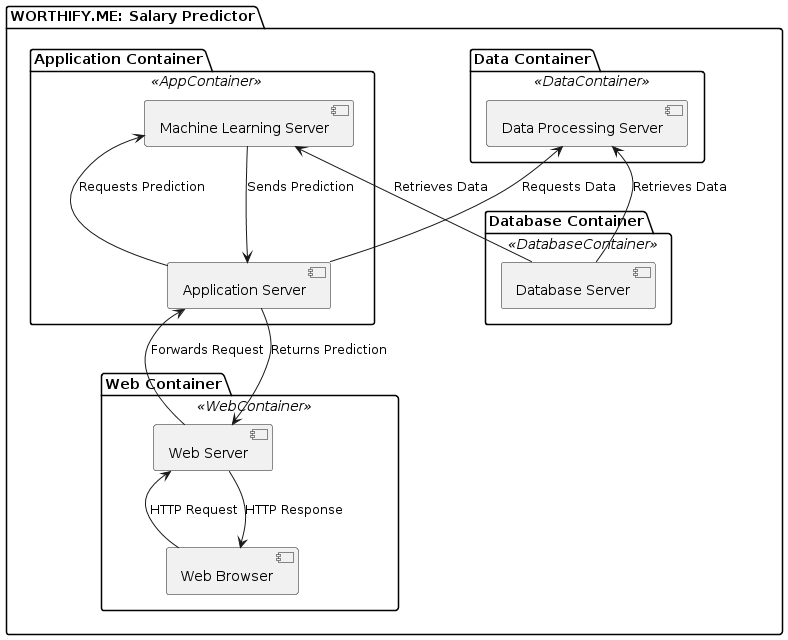 WORTHIFY.ME: Salary Predictor
Application Container
«AppContainer»
Machine Learning Server
Data Container
«DataContainer»
Data Processing Server
Requests Prediction
Sends Prediction
Retrieves Data
Requests Data
Retrieves Data
Database Container
«DatabaseContainer»
Database Server
Application Server
Forwards Request
Returns Prediction
Web Container
«WebContainer»
Web Server
HTTP Request
HTTP Response
Web Browser